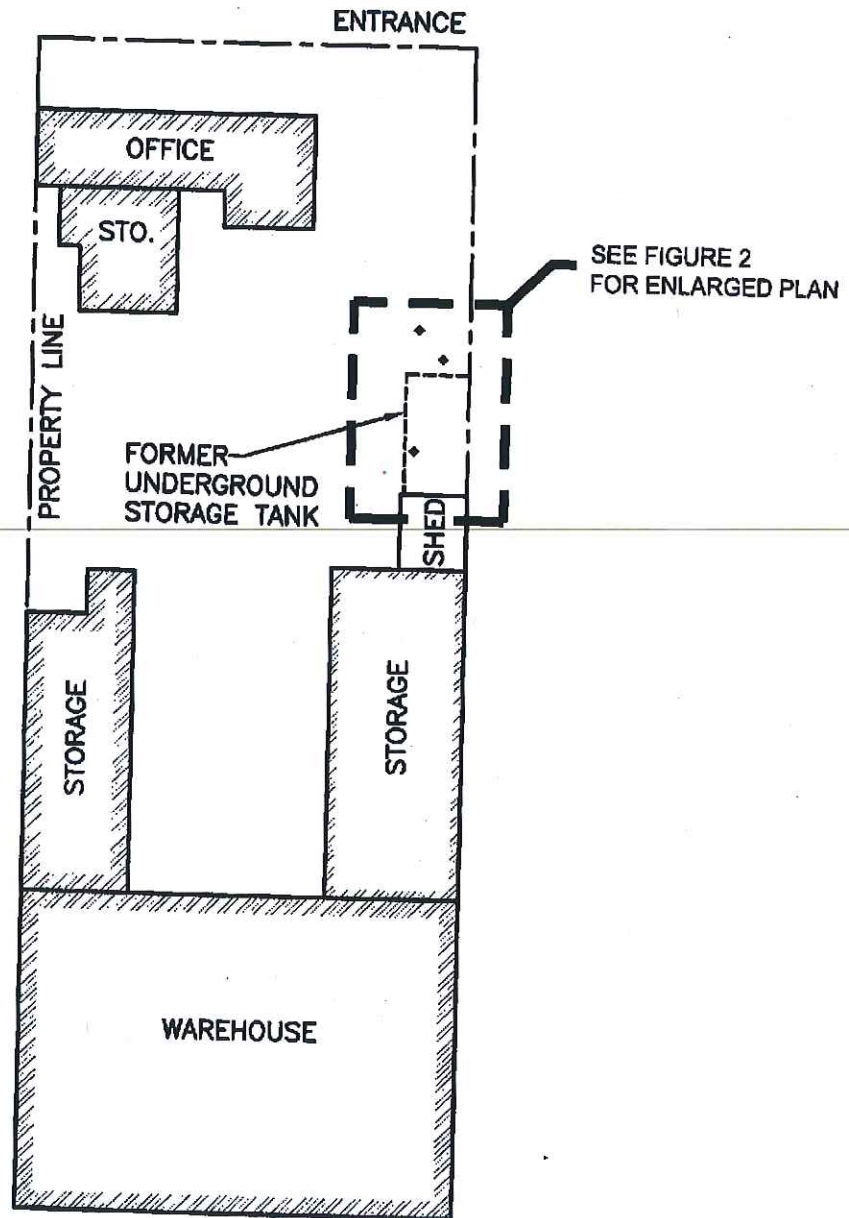 ENTRANCE
OFFICE
STO.
SEE FIGURE 2
FOR ENLARGED PLAN
PROPERTY LINE
FORMER
UNDERGROUND
STORAGE TANK
SHED
STORAGE
STORAGE
WAREHOUSE